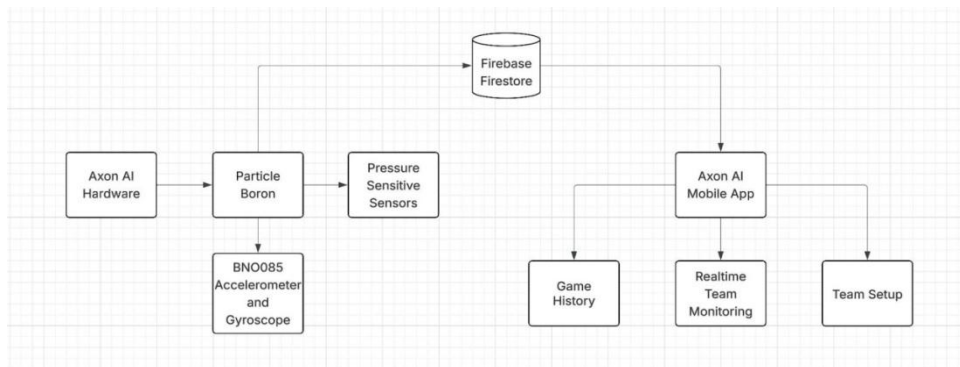 Firebase
Firestore
Axon AI
Hardware
Particle
Boron
Pressure
Sensitive
Sensors
Axon AI
Mobile App
BNO085
Accelerometer
and
Gyroscope
Game
History
Realtime
Team
Monitoring
Team Setup